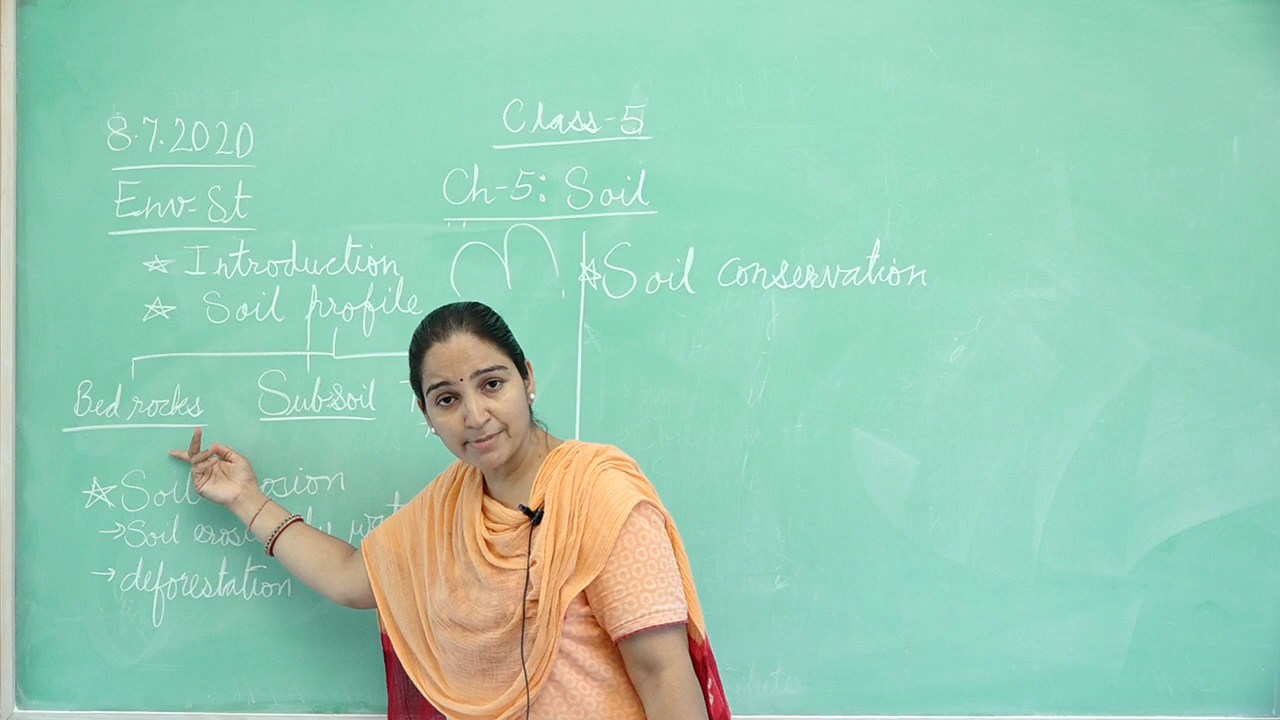 8.7.2020
Class-5
Env-St
Ch-5: Soil
☆ Introduction
☆ Soil profile
Bed rocks
Subsoil
☆ Soil
→ Soil
→ deforestation
☆ Soil conservation